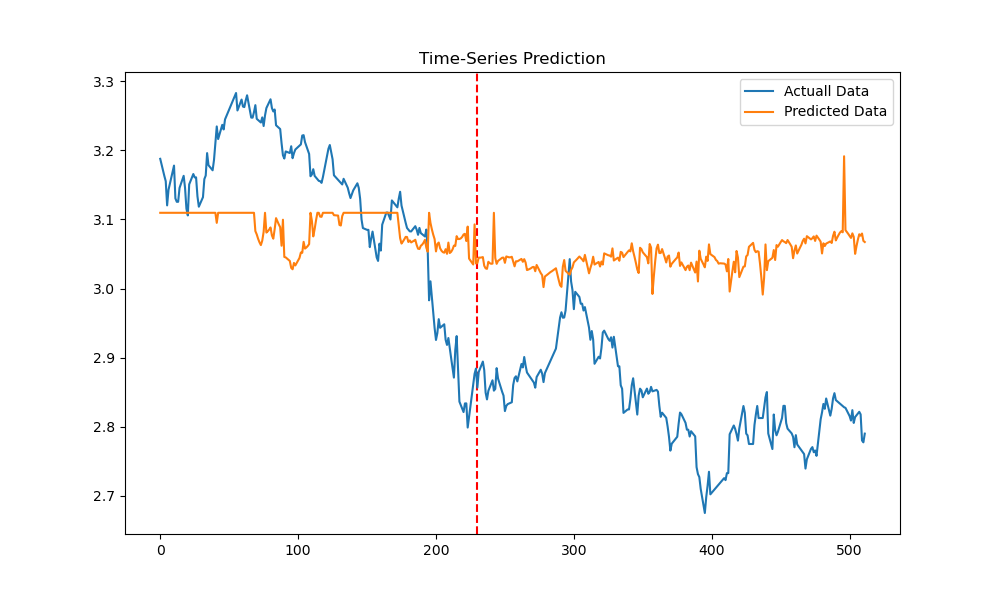 Time-Series Prediction
Actuall Data
Predicted Data
3.3
3.2
3.1
3.0
2.9
2.8
2.7
0 100 200 300 400 500